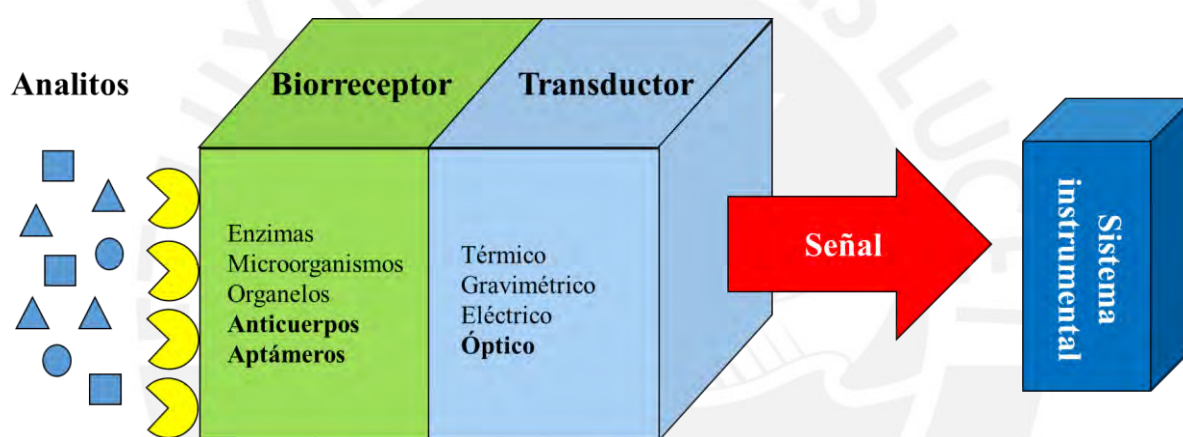 Analitos
Biorreceptor
Transductor
Enzimas
Microorganismos
Organelos
Anticuerpos
Aptámeros
Térmico
Gravimétrico
Eléctrico
Óptico
Señal
Sistema
instrumental